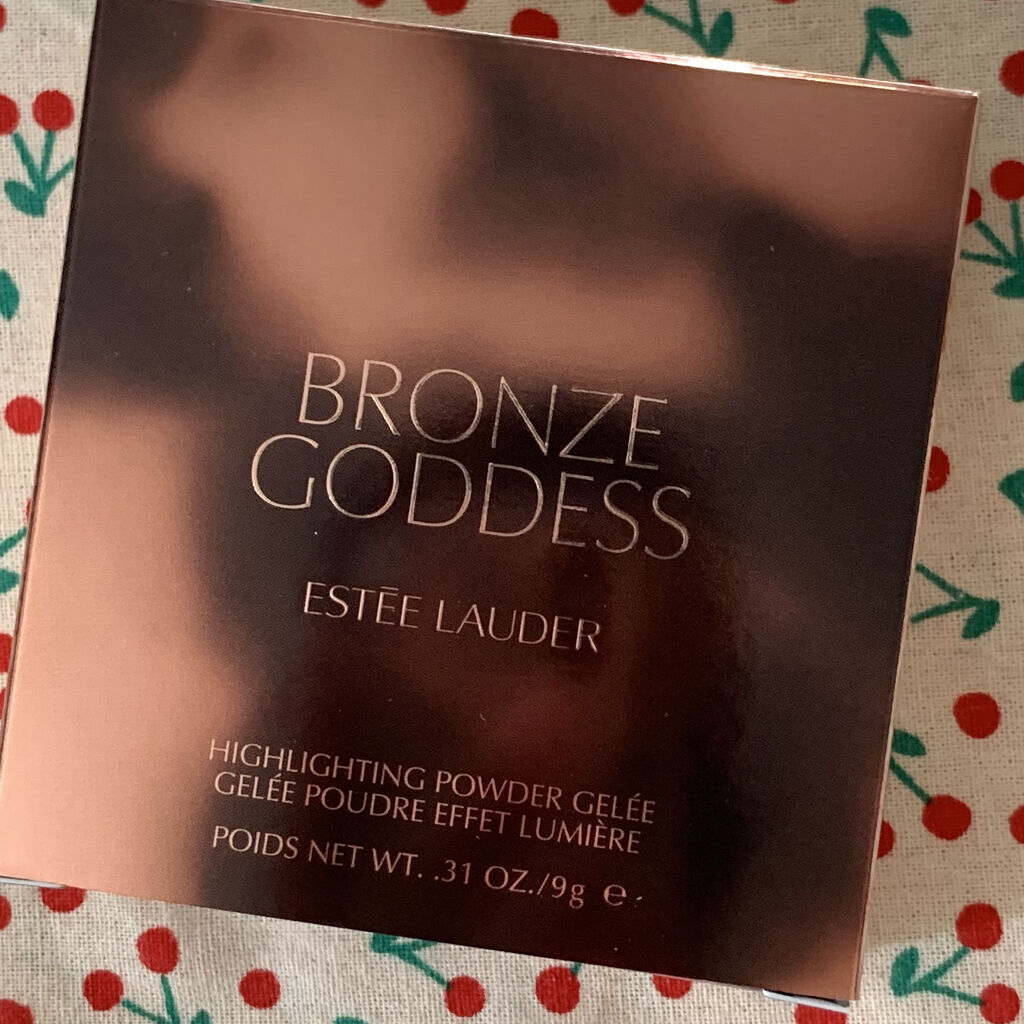 BRONZE
GODDESS
ESTĒE LAUDER
HIGHLIGHTING POWDER GELÉE
GELÉE POUDRE EFFET LUMIÈRE
POIDS NET WT. .31 OZ./9g ℮